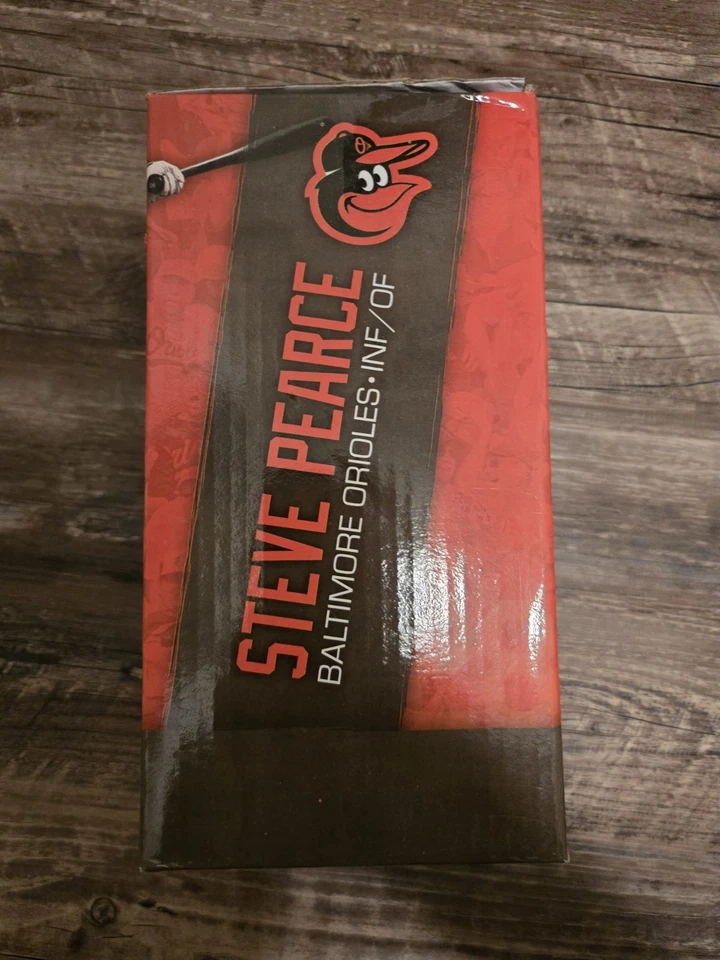 STEVE PEARCE
BALTIMORE ORIOLES • INF/OF